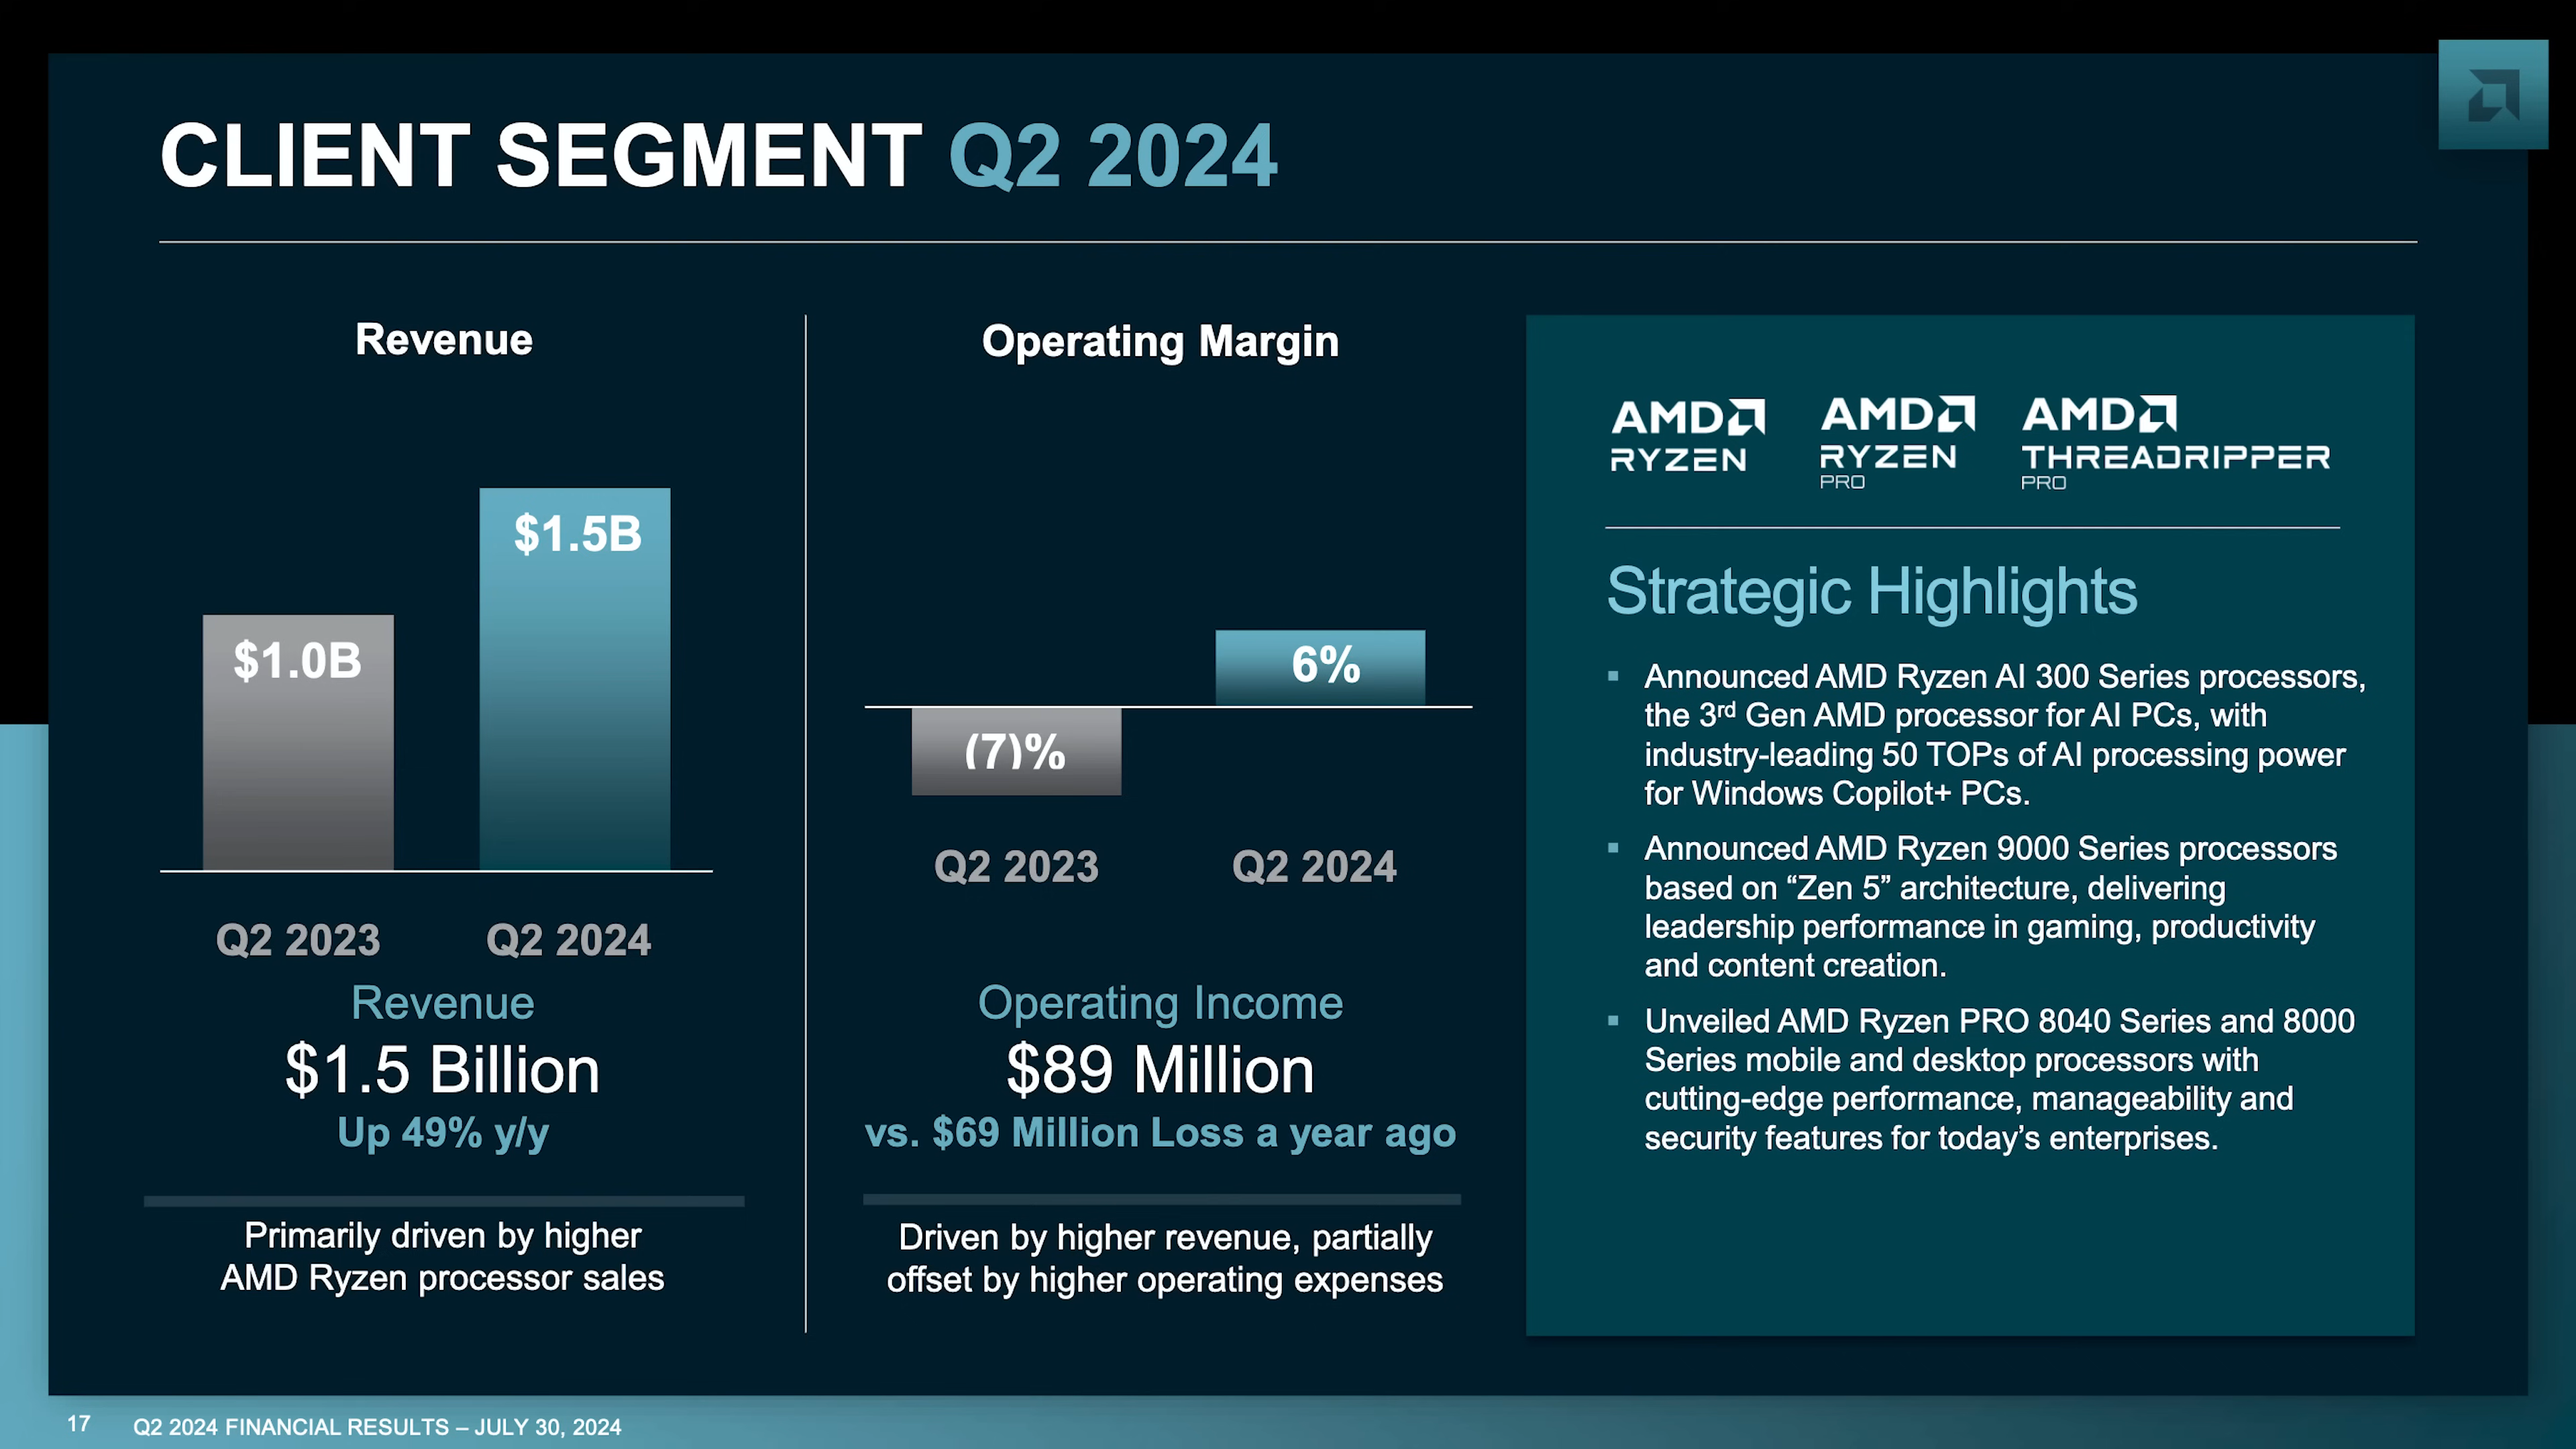 CLIENT SEGMENT Q2 2024
Revenue
$1.0B
$1.5B
Q2 2023
Q2 2024
Revenue
$1.5 Billion
Up 49% y/y
Primarily driven by higher
AMD Ryzen processor sales
Operating Margin
(7)%
6%
Q2 2023
Q2 2024
Operating Income
$89 Million
vs. $69 Million Loss a year ago
Driven by higher revenue, partially
offset by higher operating expenses
AMD
RYZEN
AMD
RYZEN
PRO
AMD
THREADRIPPER
PRO
Strategic Highlights
▪ Announced AMD Ryzen AI 300 Series processors,
the 3rd Gen AMD processor for AI PCs, with
industry-leading 50 TOPs of AI processing power
for Windows Copilot+ PCs.
▪ Announced AMD Ryzen 9000 Series processors
based on “Zen 5” architecture, delivering
leadership performance in gaming, productivity
and content creation.
▪ Unveiled AMD Ryzen PRO 8040 Series and 8000
Series mobile and desktop processors with
cutting-edge performance, manageability and
security features for today’s enterprises.
17 Q2 2024 FINANCIAL RESULTS – JULY 30, 2024